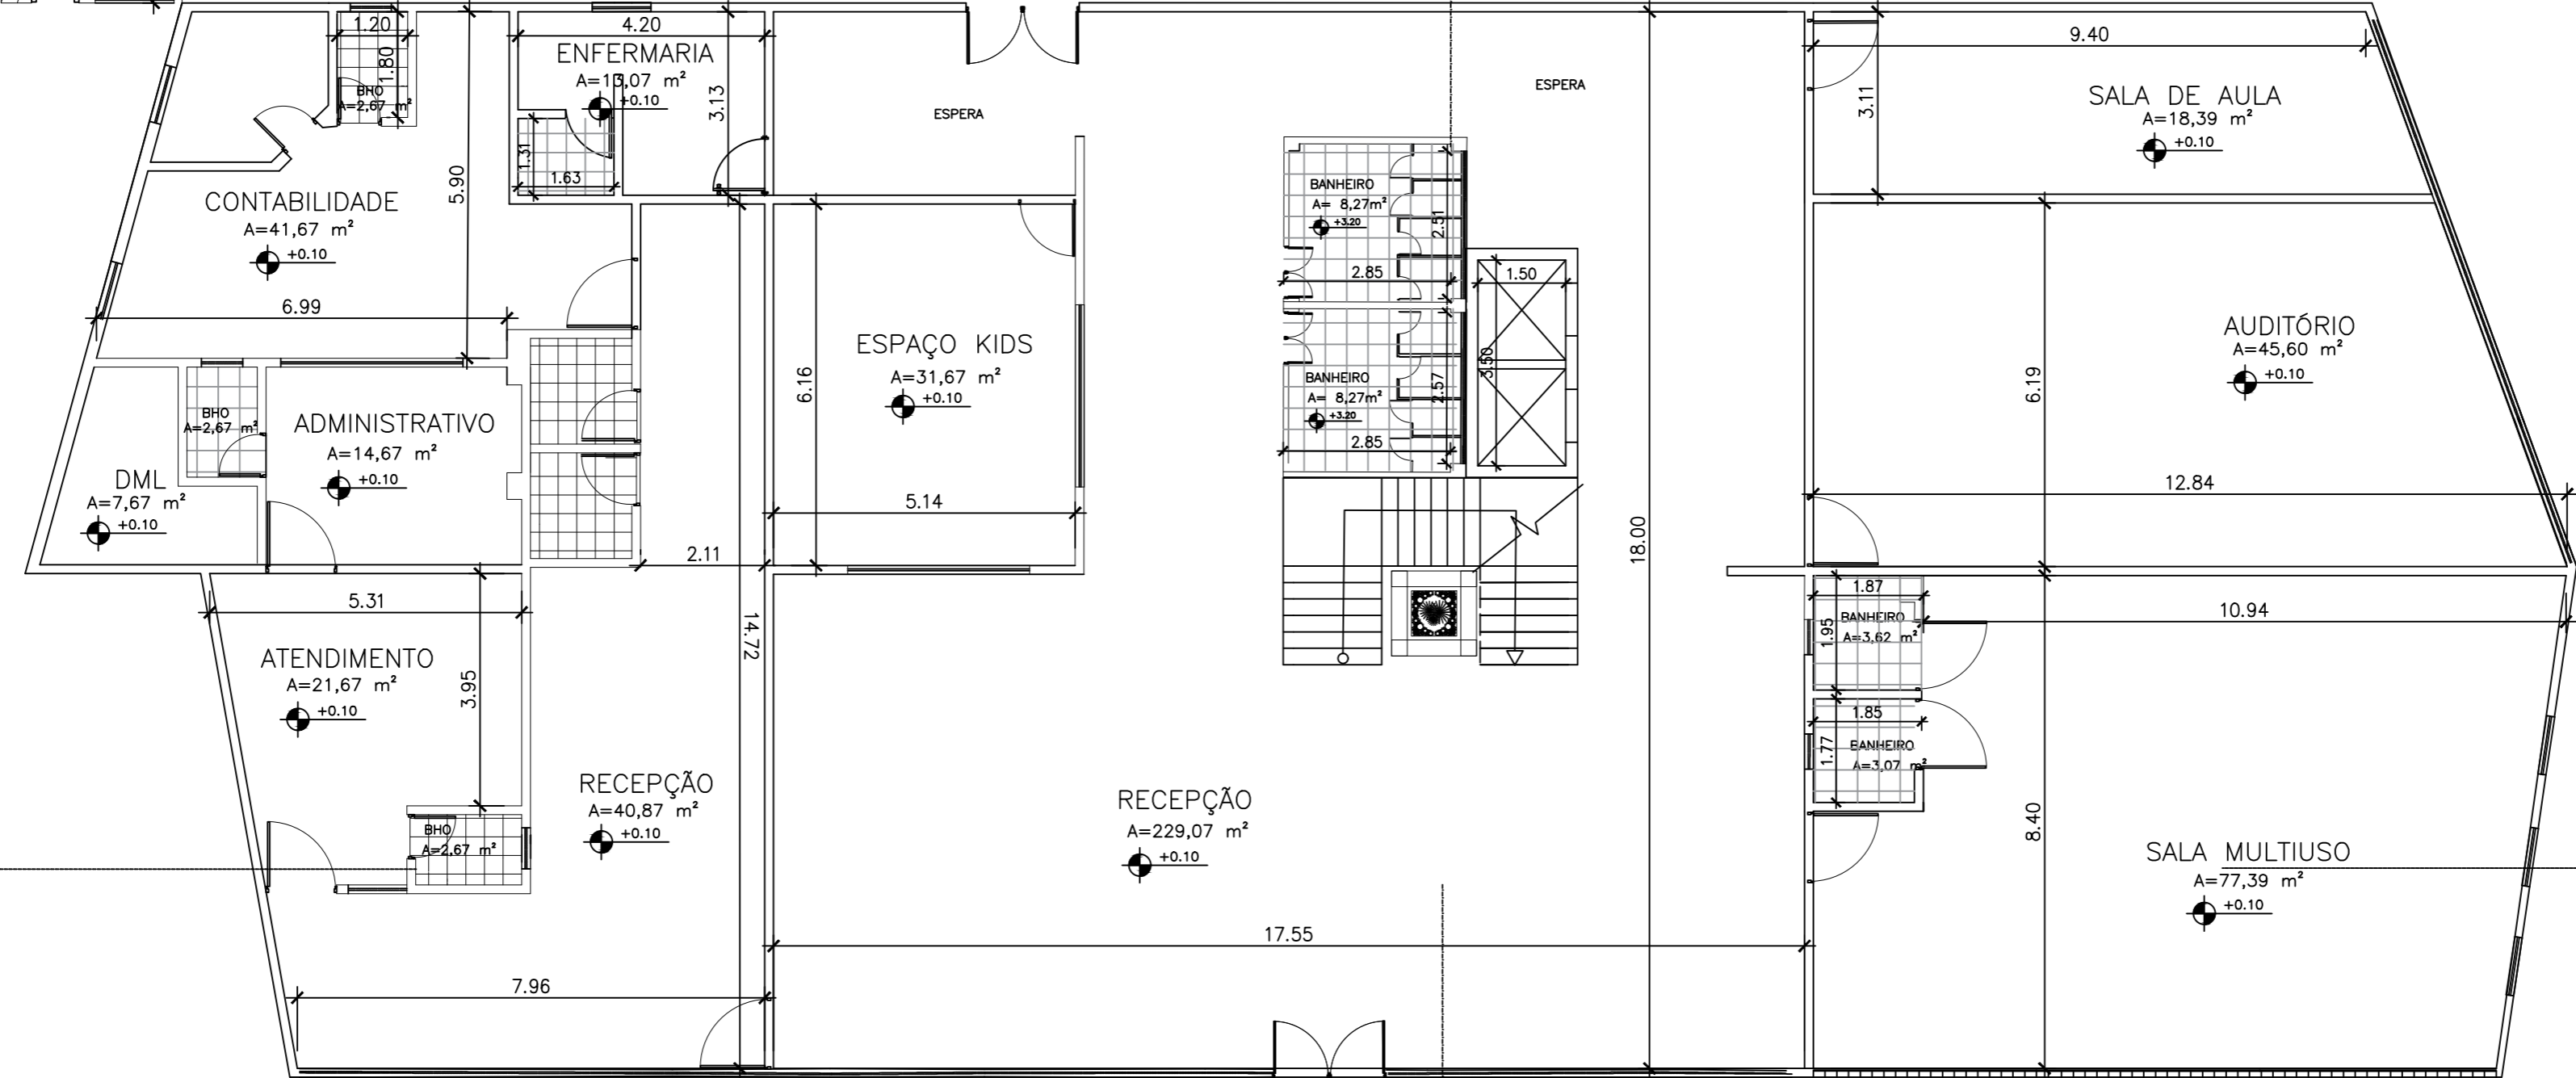 1.20
1.80
BHO
A=2,67 m²
4.20
ENFERMARIA
A=13,07 m²
+0.10
3.13
1.31
1.63
ESPERA
ESPERA
9.40
3.11
SALA DE AULA
A=18,39 m²
+0.10
CONTABILIDADE
A=41,67 m²
+0.10
5.90
6.99
BANHEIRO
A= 8,27m²
+3.20
2.51
2.85
1.50
3.50
BANHEIRO
A= 8,27m²
+3.20
2.57
2.85
ESPAÇO KIDS
A=31,67 m²
+0.10
6.16
5.14
AUDITÓRIO
A=45,60 m²
+0.10
6.19
12.84
BHO
A=2,67 m²
ADMINISTRATIVO
A=14,67 m²
+0.10
DML
A=7,67 m²
+0.10
2.11
18.00
5.31
14.72
ATENDIMENTO
A=21,67 m²
+0.10
3.95
1.87
BANHEIRO
A=3,62 m²
1.95
10.94
1.85
BANHEIRO
A=3,07 m²
1.77
RECEPÇÃO
A=40,87 m²
+0.10
BHO
A=2,67 m²
RECEPÇÃO
A=229,07 m²
+0.10
8.40
SALA MULTIUSO
A=77,39 m²
+0.10
17.55
7.96